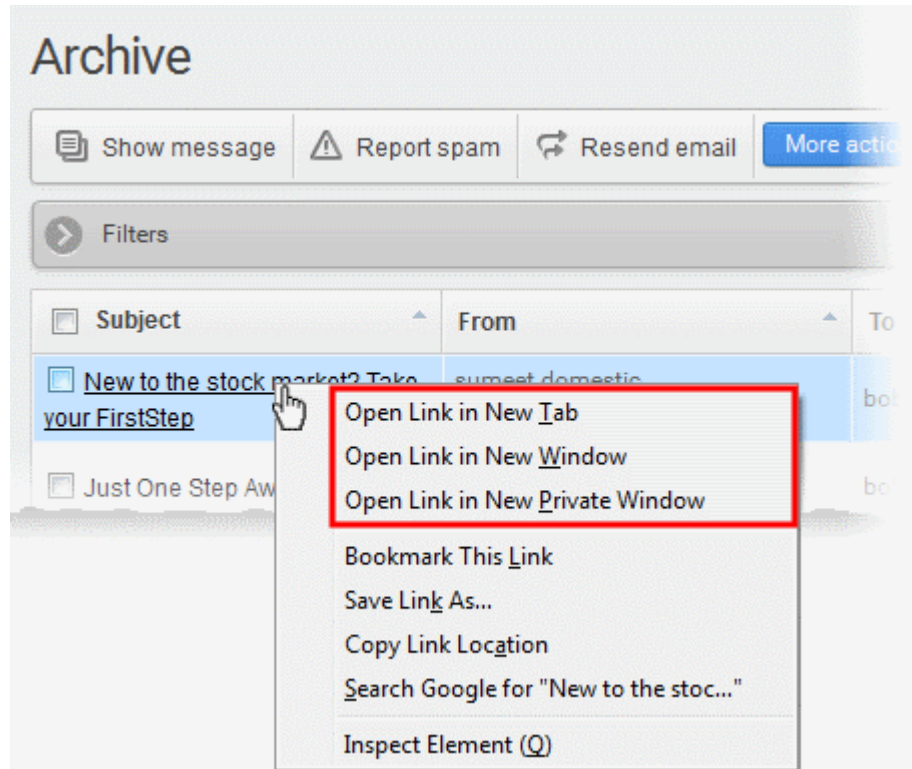 Archive
Show message Report spam Resend email More
Filters
Subject From To
New to the stock market? Take sumeet domestic
your FirstStep
Just One Step
Open Link in New Tab
Open Link in New Window
Open Link in New Private Window
Bookmark This Link
Save Link As...
Copy Link Location
Search Google for "New to the stoc..."
Inspect Element (Q)